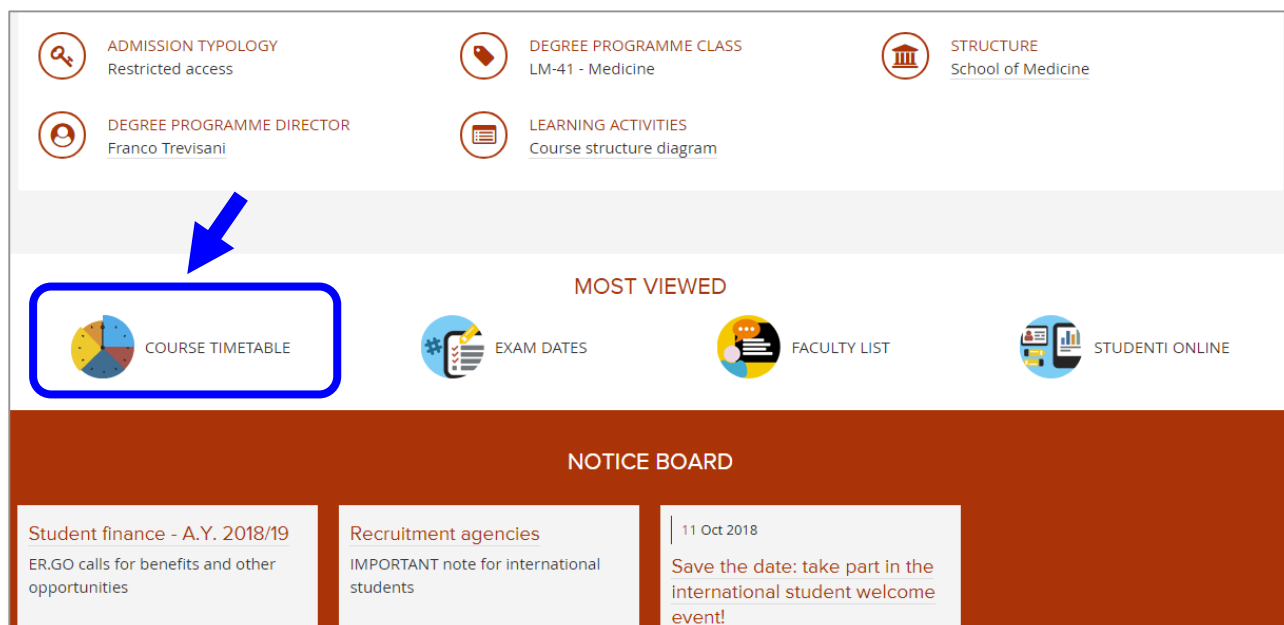 ADMISSION TYPOLOGY
Restricted access
DEGREE PROGRAMME CLASS
LM-41 - Medicine
STRUCTURE
School of Medicine
DEGREE PROGRAMME DIRECTOR
Franco Trevisani
LEARNING ACTIVITIES
Course structure diagram
MOST VIEWED
COURSE TIMETABLE
EXAM DATES
FACULTY LIST
STUDENTI ONLINE
NOTICE BOARD
Student finance - A.Y. 2018/19
ER.GO calls for benefits and other
opportunities
Recruitment agencies
IMPORTANT note for international
students
11 Oct 2018
Save the date: take part in the
international student welcome
event!